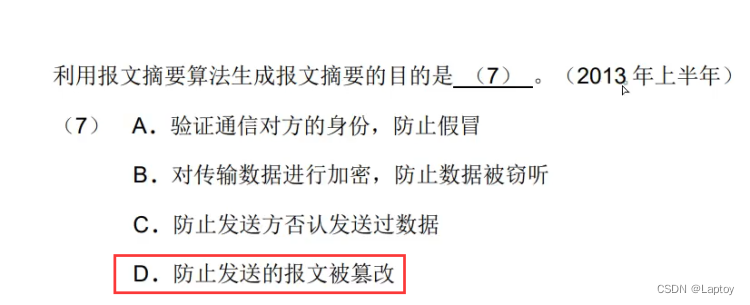 利用报文摘要算法生成报文摘要的目的是 （7） 。（2013 年上半年）
（7） A．验证通信对方的身份，防止假冒
B．对传输数据进行加密，防止数据被窃听
C．防止发送方否认发送过数据
D．防止发送的报文被篡改
CSDN @Laptoy